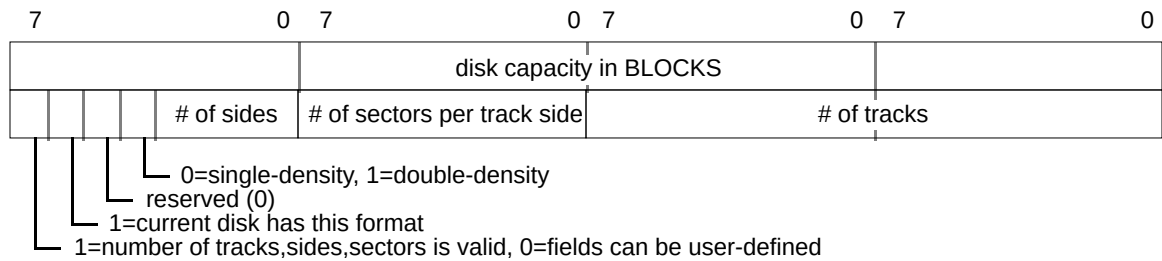 7 0 7 0 7 0 7 0
disk capacity in BLOCKS
# of sides # of sectors per track side # of tracks
0=single-density, 1=double-density
reserved (0)
1=current disk has this format
1=number of tracks,sides,sectors is valid, 0=fields can be user-defined